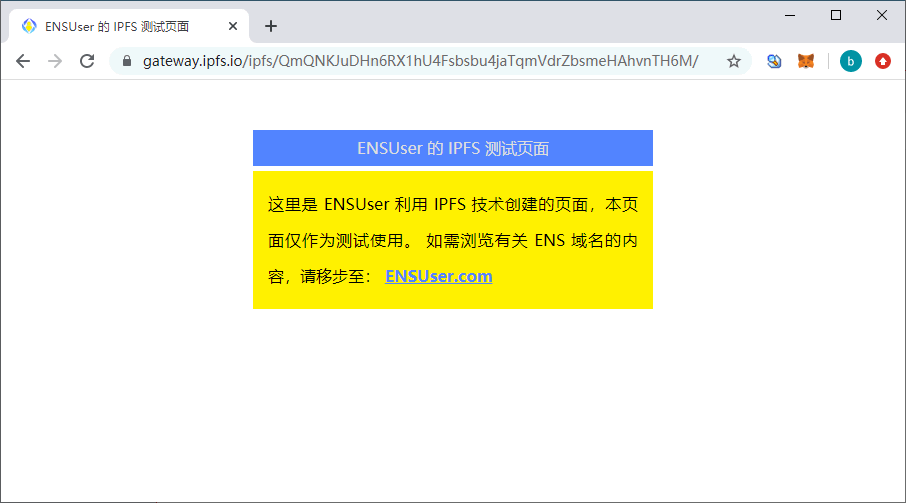 ENSUser 的 IPFS 测试页面
gateway.ipfs.io/ipfs/QmQNKJuDHn6RX1hU4Fsbsbu4jaTqmVdrZbsmeHAhvnTH6M/
b
ENSUser 的 IPFS 测试页面
这里是 ENSUser 利用 IPFS 技术创建的页面，本页
面仅作为测试使用。 如需浏览有关 ENS 域名的内
容，请移步至： ENSUser.com